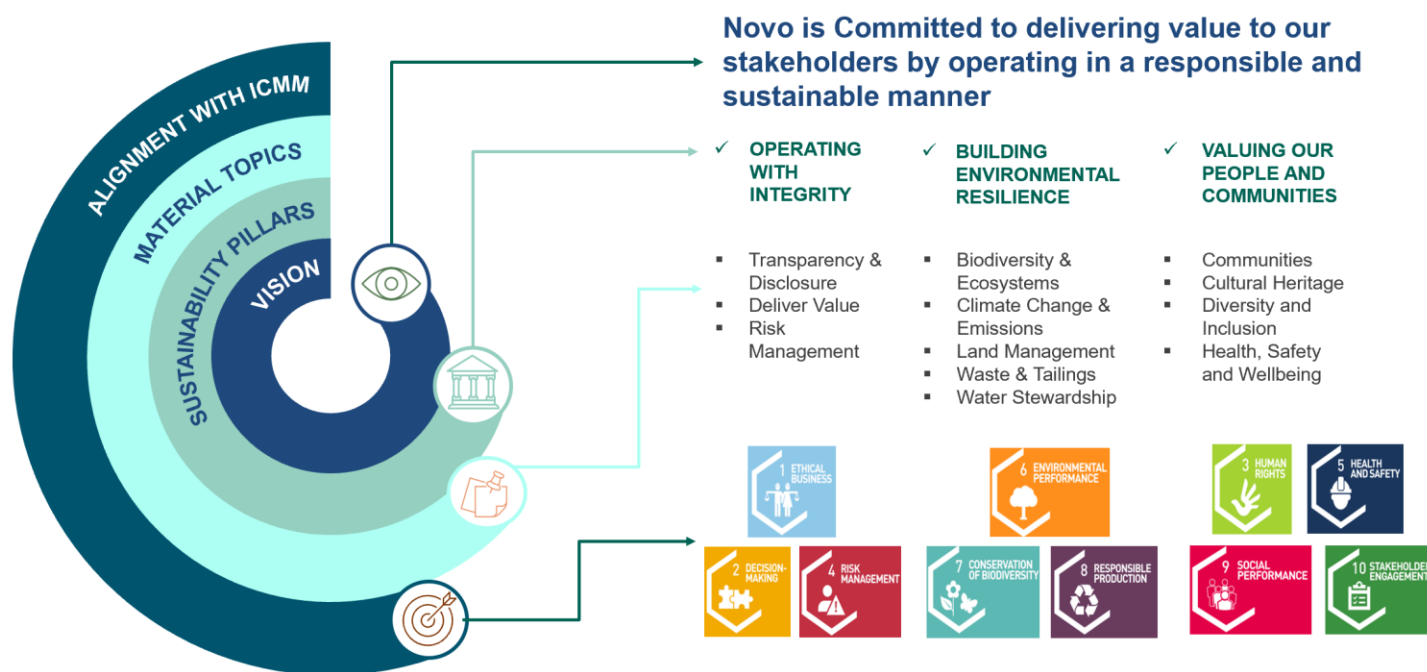 Novo is Committed to delivering value to our
stakeholders by operating in a responsible and
sustainable manner
ALIGNMENT WITH ICMM
MATERIAL TOPICS
SUSTAINABILITY PILLARS
VISION
✓ OPERATING
WITH
INTEGRITY
▪ Transparency &
Disclosure
▪ Deliver Value
▪ Risk
Management
✓ BUILDING
ENVIRONMENTAL
RESILIENCE
▪ Biodiversity &
Ecosystems
▪ Climate Change &
Emissions
▪ Land Management
▪ Waste & Tailings
▪ Water Stewardship
✓ VALUING OUR
PEOPLE AND
COMMUNITIES
▪ Communities
▪ Cultural Heritage
▪ Diversity and
Inclusion
▪ Health, Safety
and Wellbeing
1 ETHICAL
BUSINESS
2 DECISION-
MAKING
4 RISK
MANAGEMENT
6 ENVIRONMENTAL
PERFORMANCE
7 CONSERVATION
OF BIODIVERSITY
8 RESPONSIBLE
PRODUCTION
3 HUMAN
RIGHTS
5 HEALTH
AND SAFETY
9 SOCIAL
PERFORMANCE
10 STAKEHOLDER
ENGAGEMENT